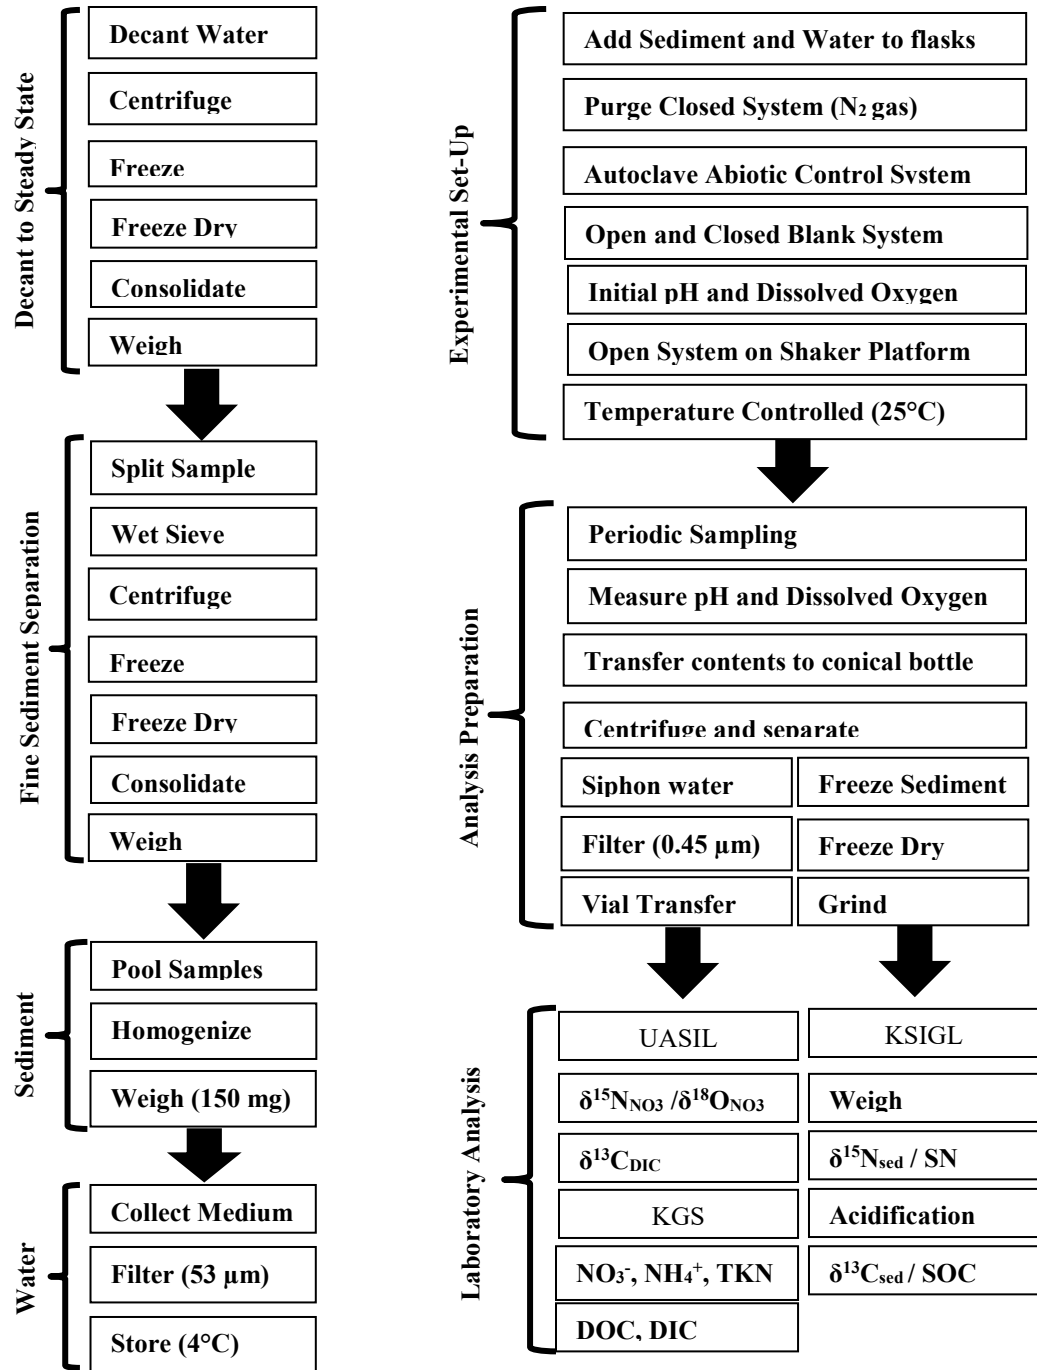 Decant to Steady State
Decant Water
Centrifuge
Freeze
Freeze Dry
Consolidate
Weigh
Fine Sediment Separation
Split Sample
Wet Sieve
Centrifuge
Freeze
Freeze Dry
Consolidate
Weigh
Sediment
Pool Samples
Homogenize
Weigh (150 mg)
Water
Collect Medium
Filter (53 µm)
Store (4°C)
Experimental Set-Up
Add Sediment and Water to flasks
Purge Closed System (N₂ gas)
Autoclave Abiotic Control System
Open and Closed Blank System
Initial pH and Dissolved Oxygen
Open System on Shaker Platform
Temperature Controlled (25°C)
Analysis Preparation
Periodic Sampling
Measure pH and Dissolved Oxygen
Transfer contents to conical bottle
Centrifuge and separate
Siphon water
Filter (0.45 µm)
Vial Transfer
Freeze Sediment
Freeze Dry
Grind
Laboratory Analysis
UASIL
δ¹⁵N_NO3 /δ¹⁸O_NO3
δ¹³C_DIC
KGS
NO₃⁻, NH₄⁺, TKN
DOC, DIC
KSIGL
Weigh
δ¹⁵N_sed / SN
Acidification
δ¹³C_sed / SOC